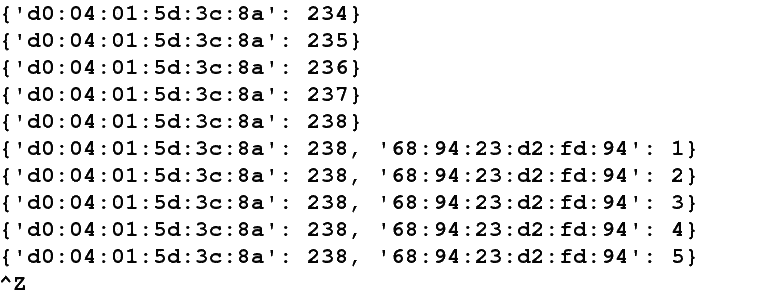 {'d0:04:01:5d:3c:8a': 234}
{'d0:04:01:5d:3c:8a': 235}
{'d0:04:01:5d:3c:8a': 236}
{'d0:04:01:5d:3c:8a': 237}
{'d0:04:01:5d:3c:8a': 238}
{'d0:04:01:5d:3c:8a': 238, '68:94:23:d2:fd:94': 1}
{'d0:04:01:5d:3c:8a': 238, '68:94:23:d2:fd:94': 2}
{'d0:04:01:5d:3c:8a': 238, '68:94:23:d2:fd:94': 3}
{'d0:04:01:5d:3c:8a': 238, '68:94:23:d2:fd:94': 4}
{'d0:04:01:5d:3c:8a': 238, '68:94:23:d2:fd:94': 5}
^Z